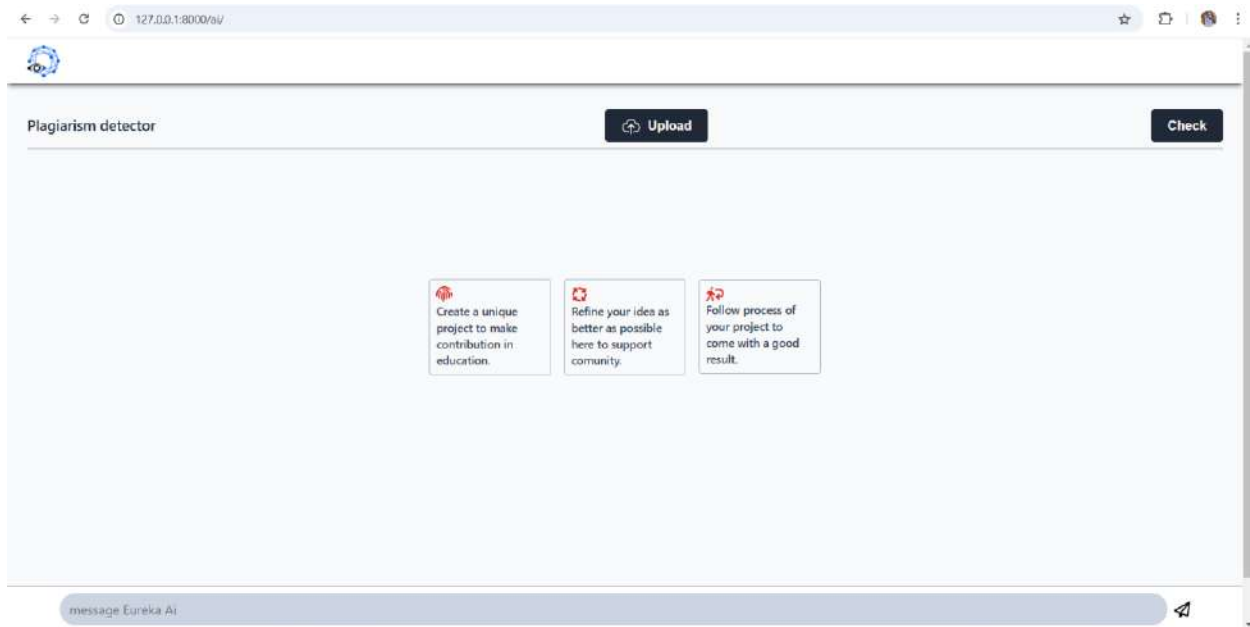 127.0.0.1:8000/ai/
Plagiarism detector
Upload
Check
Create a unique
project to make
contribution in
education.
Refine your idea as
better as possible
here to support
comunity.
Follow process of
your project to
come with a good
result.
message Eureka Ai